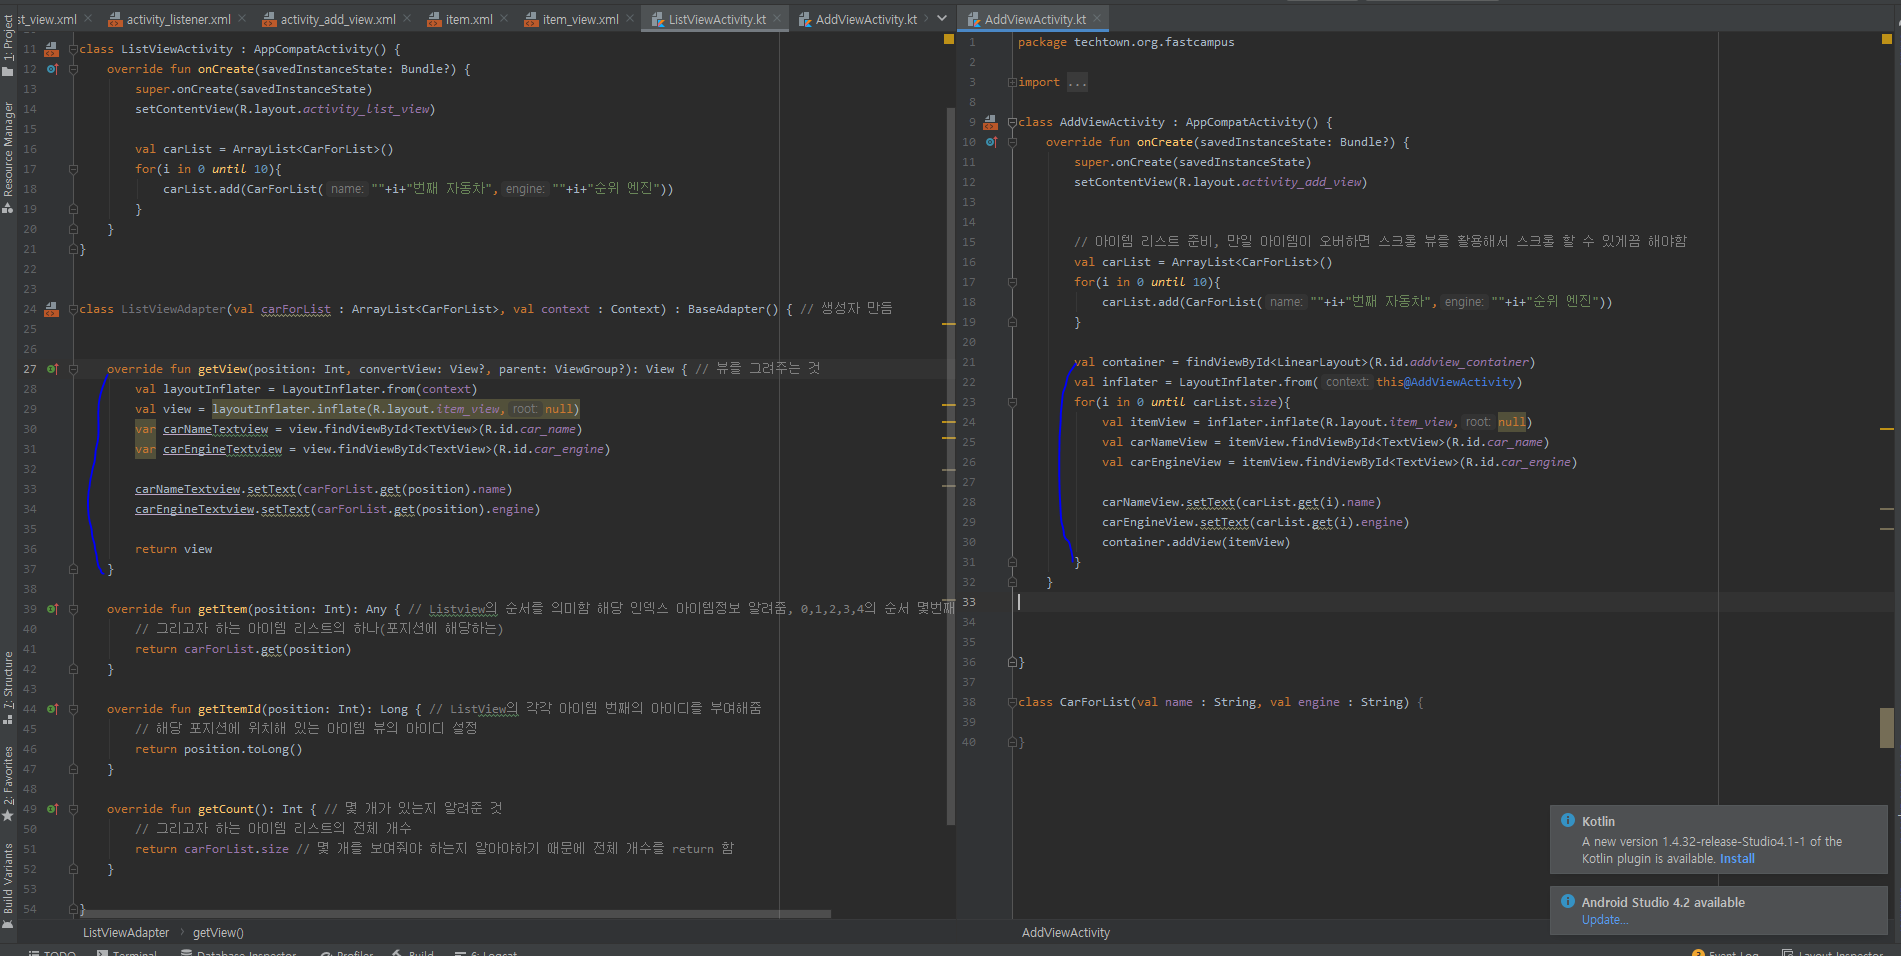 st_view.xml activity_listener.xml activity_add_view.xml item.xml item_view.xml ListViewActivity.kt AddViewActivity.kt
1: Project
Resource Manager
7: Structure
2: Favorites
Build Variants
11 class ListViewActivity : AppCompatActivity() {
12 override fun onCreate(savedInstanceState: Bundle?) {
13 super.onCreate(savedInstanceState)
14 setContentView(R.layout.activity_list_view)
15
16 val carList = ArrayList<CarForList>()
17 for(i in 0 until 10){
18 carList.add(CarForList( name: ""+i+"번째 자동차", engine: ""+i+"순위 엔진"))
19 }
20 }
21 }
22
23
24 class ListViewAdapter(val carForList : ArrayList<CarForList>, val context : Context) : BaseAdapter() { // 생성자 만듬
25
26
27 override fun getView(position: Int, convertView: View?, parent: ViewGroup?): View { // 뷰를 그려주는 것
28 val layoutInflater = LayoutInflater.from(context)
29 val view = layoutInflater.inflate(R.layout.item_view, root: null)
30 var carNameTextview = view.findViewById<TextView>(R.id.car_name)
31 var carEngineTextview = view.findViewById<TextView>(R.id.car_engine)
32
33 carNameTextview.setText(carForList.get(position).name)
34 carEngineTextview.setText(carForList.get(position).engine)
35
36 return view
37 }
38
39 override fun getItem(position: Int): Any { // Listview의 순서를 의미함 해당 인덱스 아이템정보 알려줌, 0,1,2,3,4의 순서 몇번째
40 // 그리고자 하는 아이템 리스트의 하나(포지션에 해당하는)
41 return carForList.get(position)
42 }
43
44 override fun getItemId(position: Int): Long { // ListView의 각각 아이템 번째의 아이디를 부여해줌
45 // 해당 포지션에 위치해 있는 아이템 뷰의 아이디 설정
46 return position.toLong()
47 }
48
49 override fun getCount(): Int { // 몇 개가 있는지 알려준 것
50 // 그리고자 하는 아이템 리스트의 전체 개수
51 return carForList.size // 몇 개를 보여줘야 하는지 알아야하기 때문에 전체 개수를 return 함
52 }
53
54 }
ListViewAdapter getView()
AddViewActivity.kt
1 package techtown.org.fastcampus
2
3 import ...
8
9 class AddViewActivity : AppCompatActivity() {
10 override fun onCreate(savedInstanceState: Bundle?) {
11 super.onCreate(savedInstanceState)
12 setContentView(R.layout.activity_add_view)
13
14
15 // 아이템 리스트 준비, 만일 아이템이 오버하면 스크롤 뷰를 활용해서 스크롤 할 수 있게끔 해야함
16 val carList = ArrayList<CarForList>()
17 for(i in 0 until 10){
18 carList.add(CarForList( name: ""+i+"번째 자동차", engine: ""+i+"순위 엔진"))
19 }
20
21 val container = findViewById<LinearLayout>(R.id.addview_container)
22 val inflater = LayoutInflater.from( context: this@AddViewActivity)
23 for(i in 0 until carList.size){
24 val itemView = inflater.inflate(R.layout.item_view, root: null)
25 val carNameView = itemView.findViewById<TextView>(R.id.car_name)
26 val carEngineView = itemView.findViewById<TextView>(R.id.car_engine)
27
28 carNameView.setText(carList.get(i).name)
29 carEngineView.setText(carList.get(i).engine)
30 container.addView(itemView)
31 }
32 }
33
34
35
36 }
37
38 class CarForList(val name : String, val engine : String) {
39
40 }
AddViewActivity
Kotlin
A new version 1.4.32-release-Studio4.1-1 of the
Kotlin plugin is available. Install
Android Studio 4.2 available
Update...
TODO Terminal Database Inspector Profiler Build 6: Logcat Event Log Layout Inspector